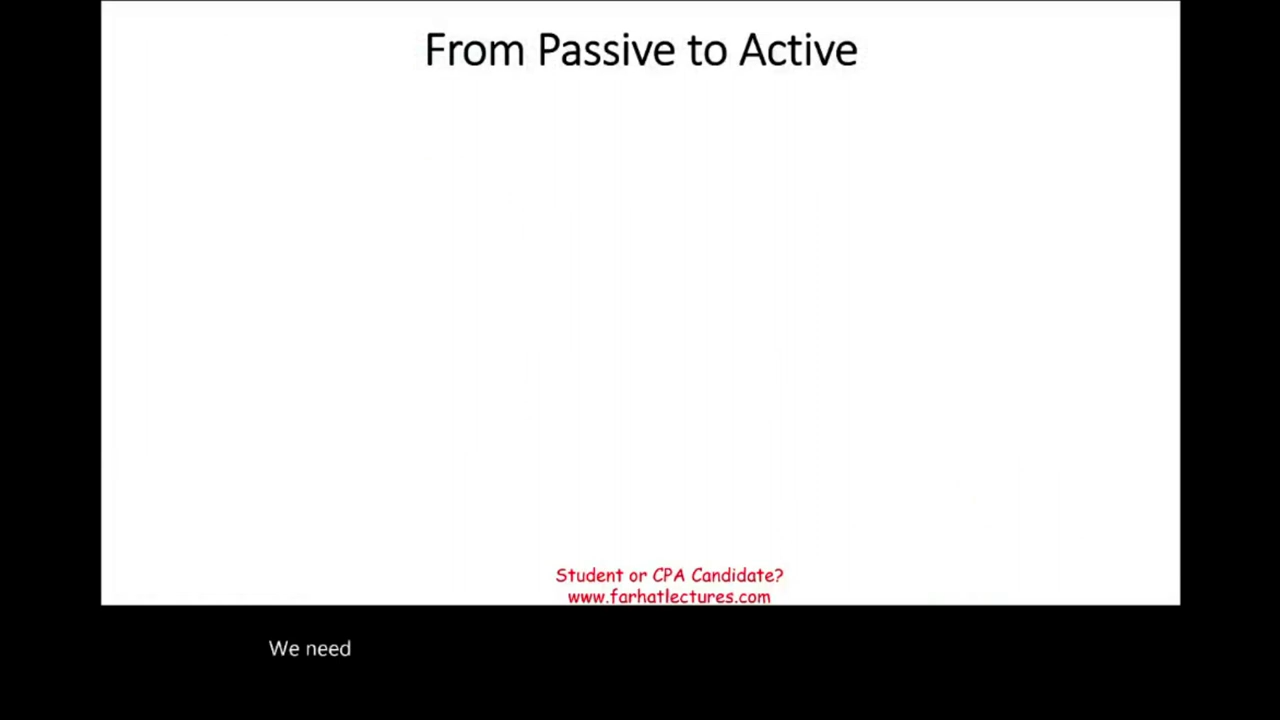 From Passive to Active
Student or CPA Candidate?
www.farhatlectures.com
We need